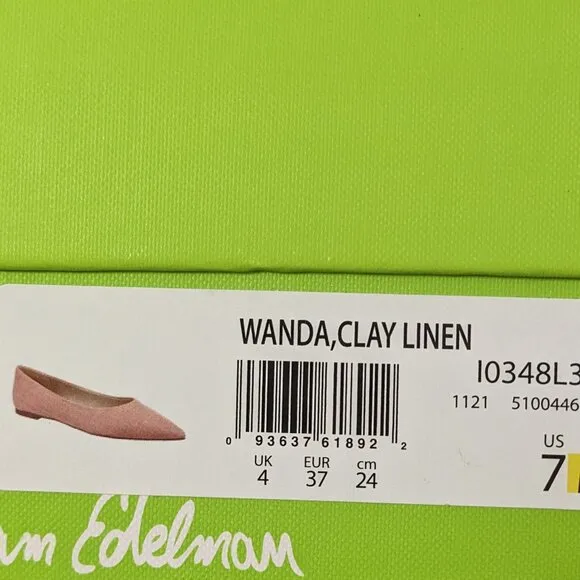 WANDA,CLAY LINEN
I0348L3
1121 5100446
0 93637 61892 2
UK EUR cm US
4 37 24 7
am Edelman